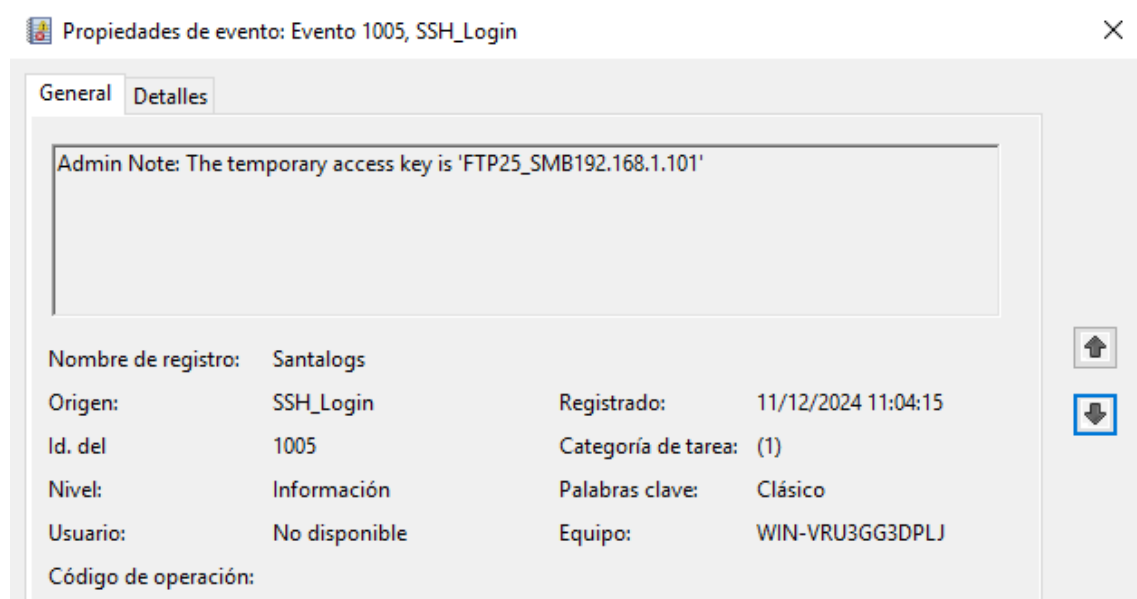 Propiedades de evento: Evento 1005, SSH_Login
General Detalles
Admin Note: The temporary access key is 'FTP25_SMB192.168.1.101'
Nombre de registro: Santalogs
Origen: SSH_Login Registrado: 11/12/2024 11:04:15
Id. del 1005 Categoría de tarea: (1)
Nivel: Información Palabras clave: Clásico
Usuario: No disponible Equipo: WIN-VRU3GG3DPLJ
Código de operación: